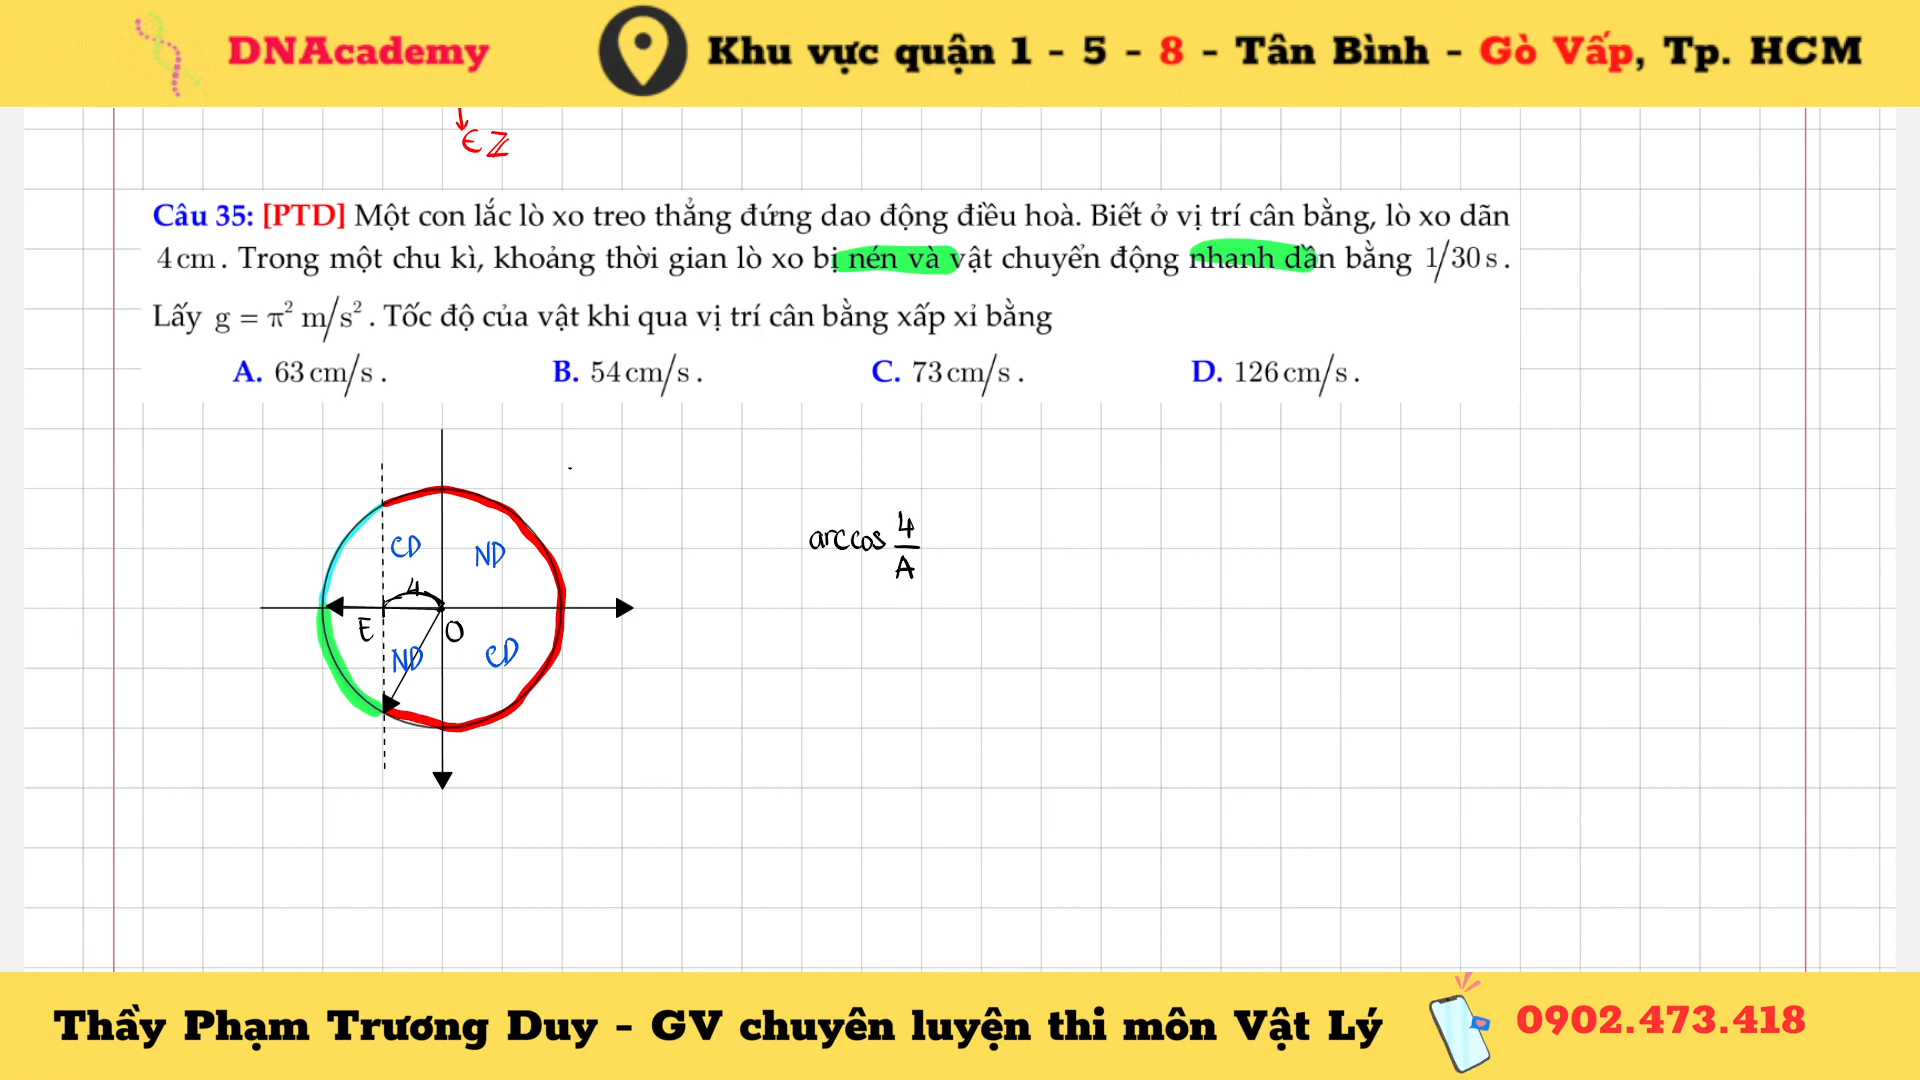 DNAcademy
Khu vực quận 1 - 5 - 8 - Tân Bình - Gò Vấp, Tp. HCM
∈ ℤ
Câu 35: [PTD] Một con lắc lò xo treo thẳng đứng dao động điều hoà. Biết ở vị trí cân bằng, lò xo dãn
4 cm. Trong một chu kì, khoảng thời gian lò xo bị nén và vật chuyển động nhanh dần bằng 1/30 s.
Lấy g = π² m/s². Tốc độ của vật khi qua vị trí cân bằng xấp xỉ bằng
A. 63 cm/s. B. 54 cm/s. C. 73 cm/s. D. 126 cm/s.
arccos 4/A
CD ND
4
E O
ND CD
Thầy Phạm Trương Duy - GV chuyên luyện thi môn Vật Lý
0902.473.418